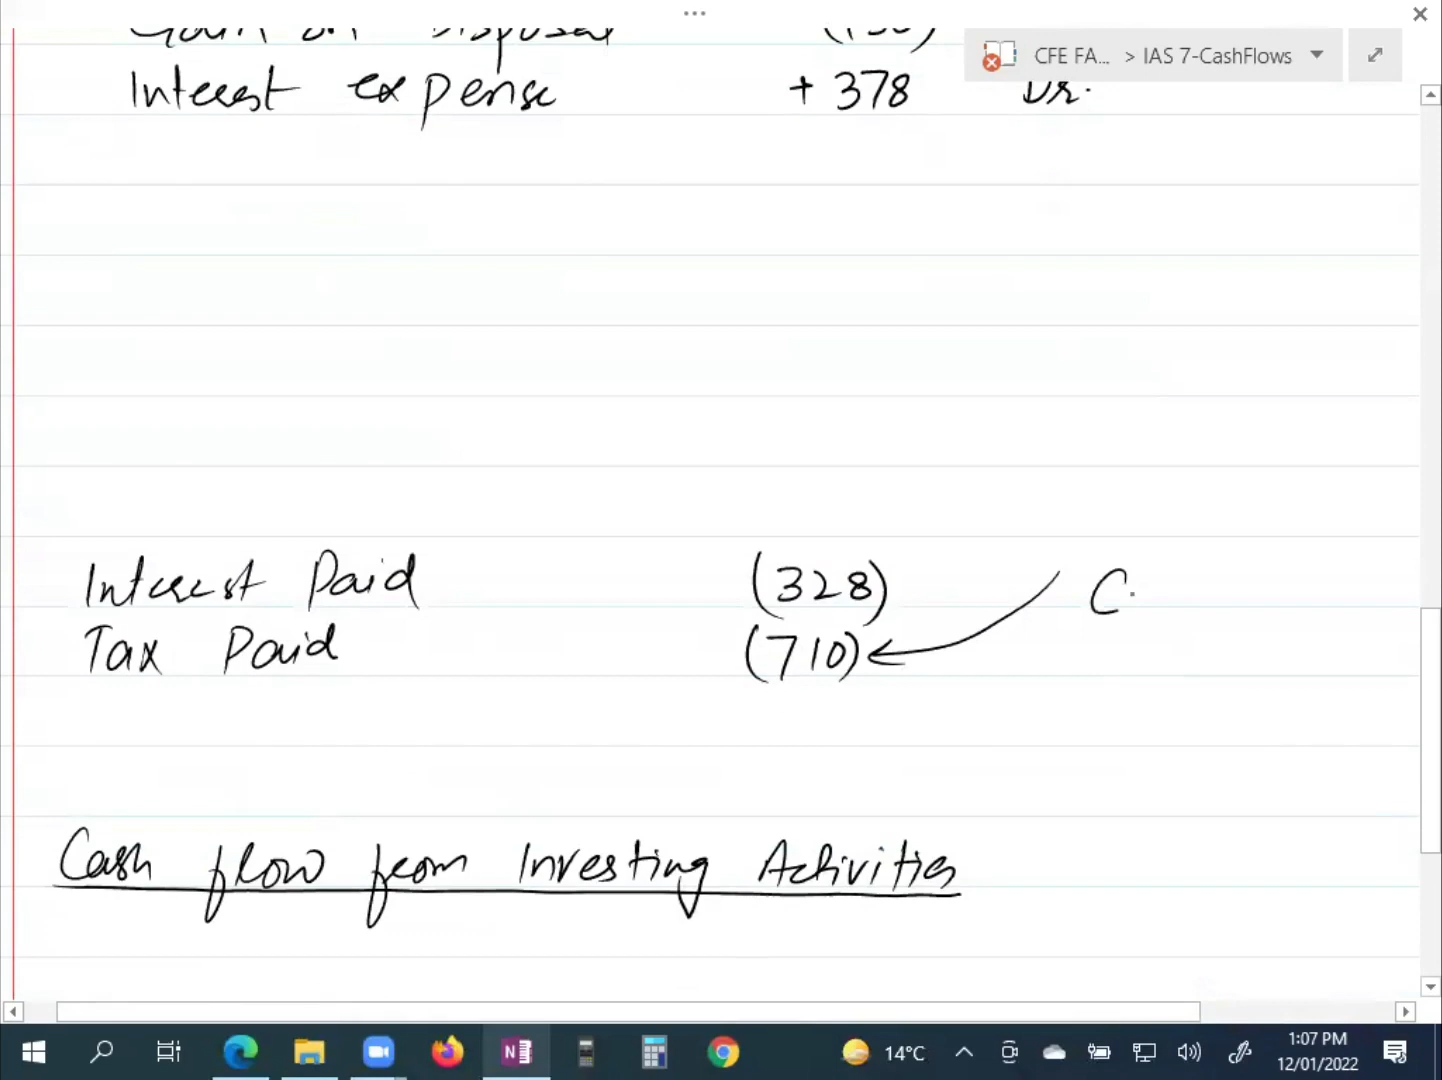 CFE FA... > IAS 7-CashFlows
Interest expense + 378 Dr.
Interest Paid (328) C.
Tax Paid (710)
Cash flow from Investing Activities
14°C
1:07 PM
12/01/2022